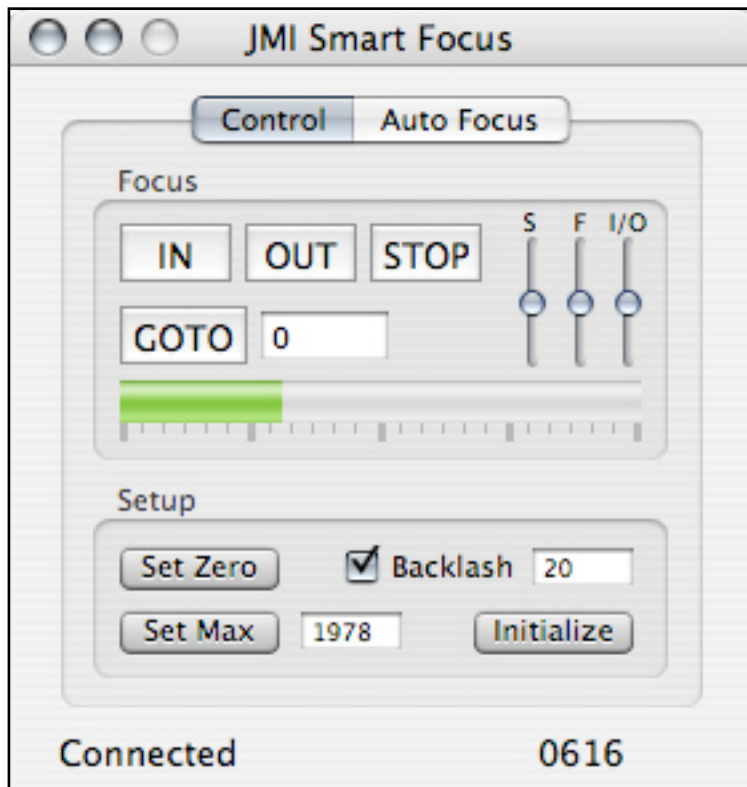 JMI Smart Focus
Control Auto Focus
Focus
IN OUT STOP S F I/O
GOTO 0
Setup
Set Zero Backlash 20
Set Max 1978 Initialize
Connected 0616